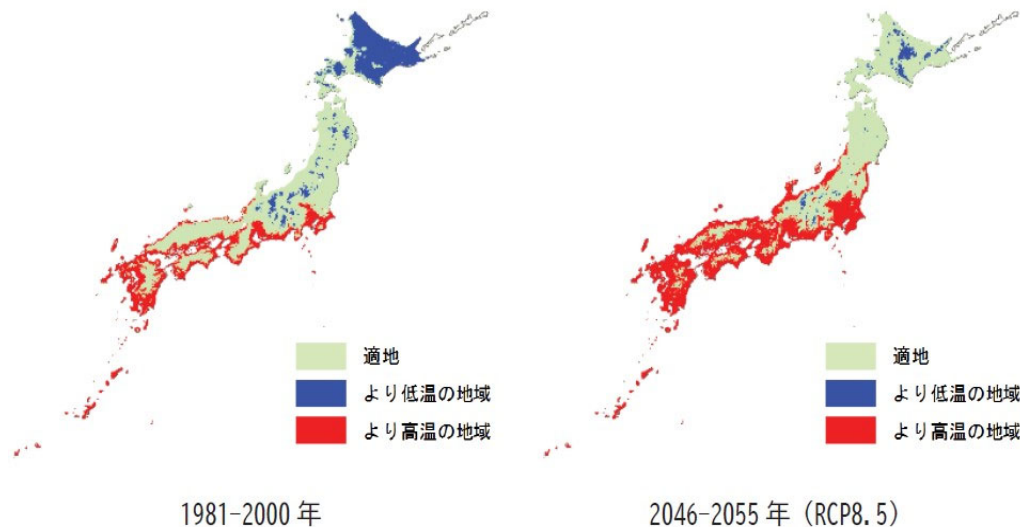 適地
より低温の地域
より高温の地域
1981-2000 年
適地
より低温の地域
より高温の地域
2046-2055 年 (RCP8.5)